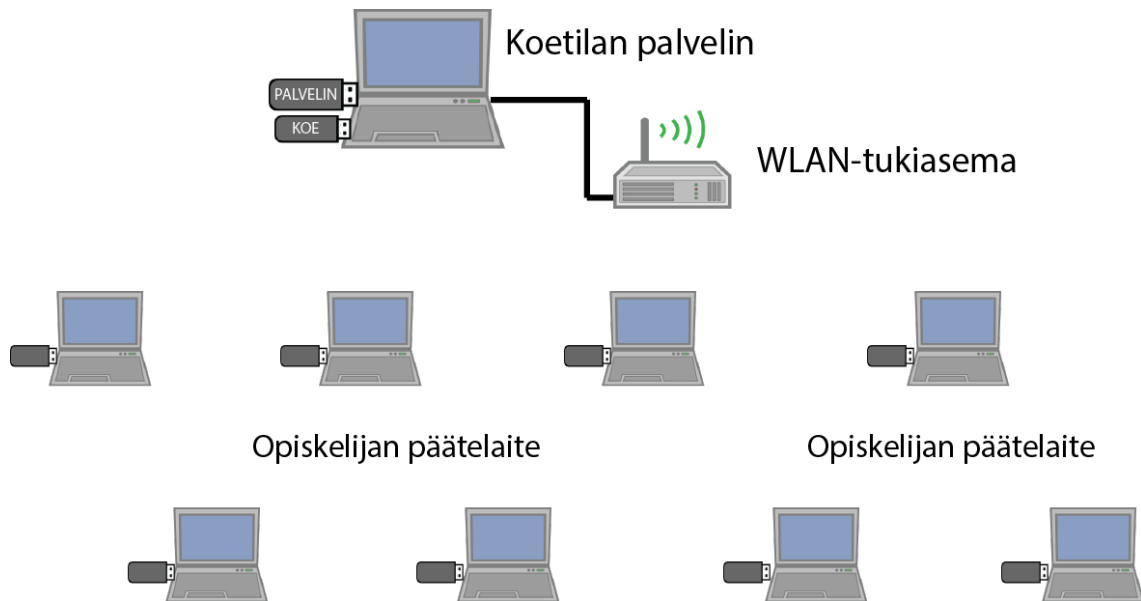 Koetilan palvelin
PALVELIN
KOE
WLAN-tukiasema
Opiskelijan päätelaite
Opiskelijan päätelaite